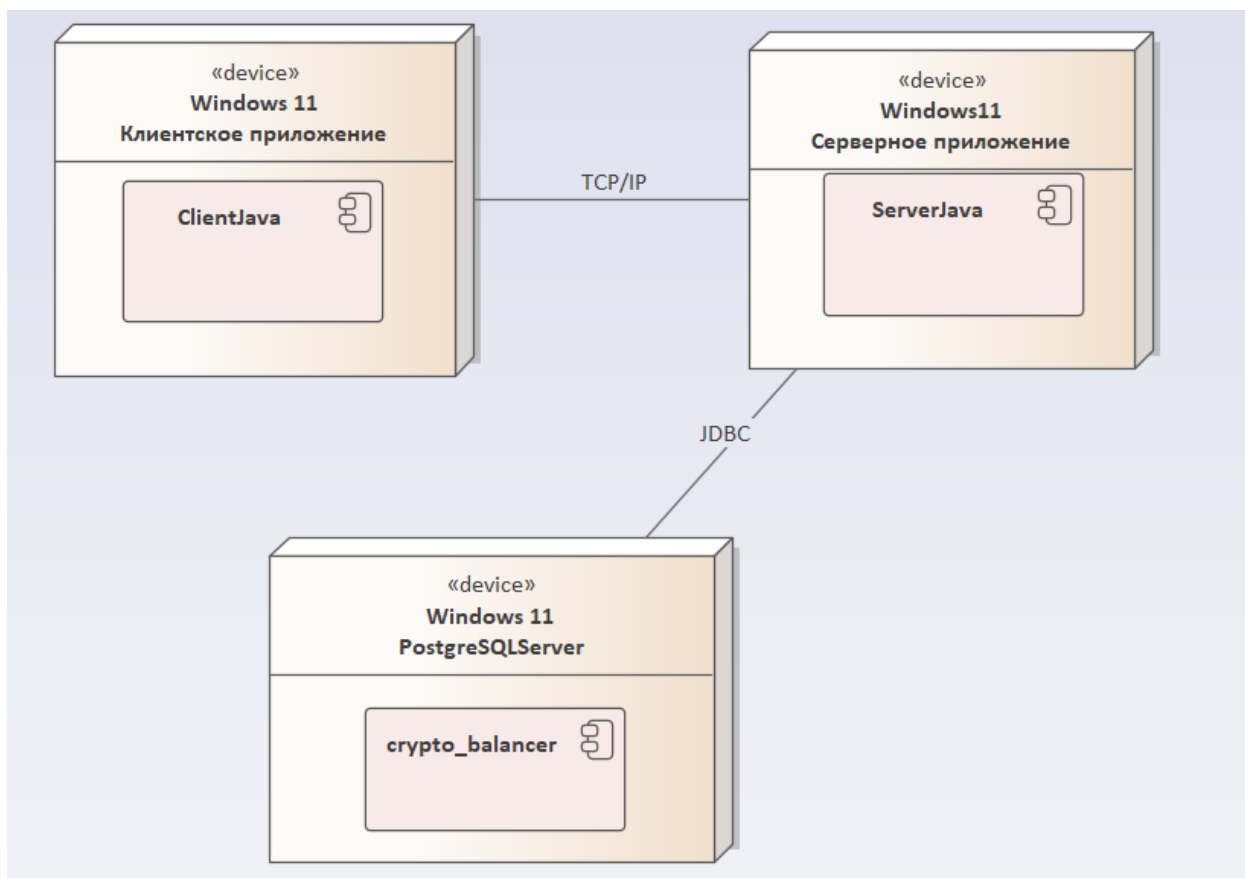 «device»
Windows 11
Клиентское приложение
ClientJava
TCP/IP
«device»
Windows11
Серверное приложение
ServerJava
JDBC
«device»
Windows 11
PostgreSQLServer
crypto_balancer